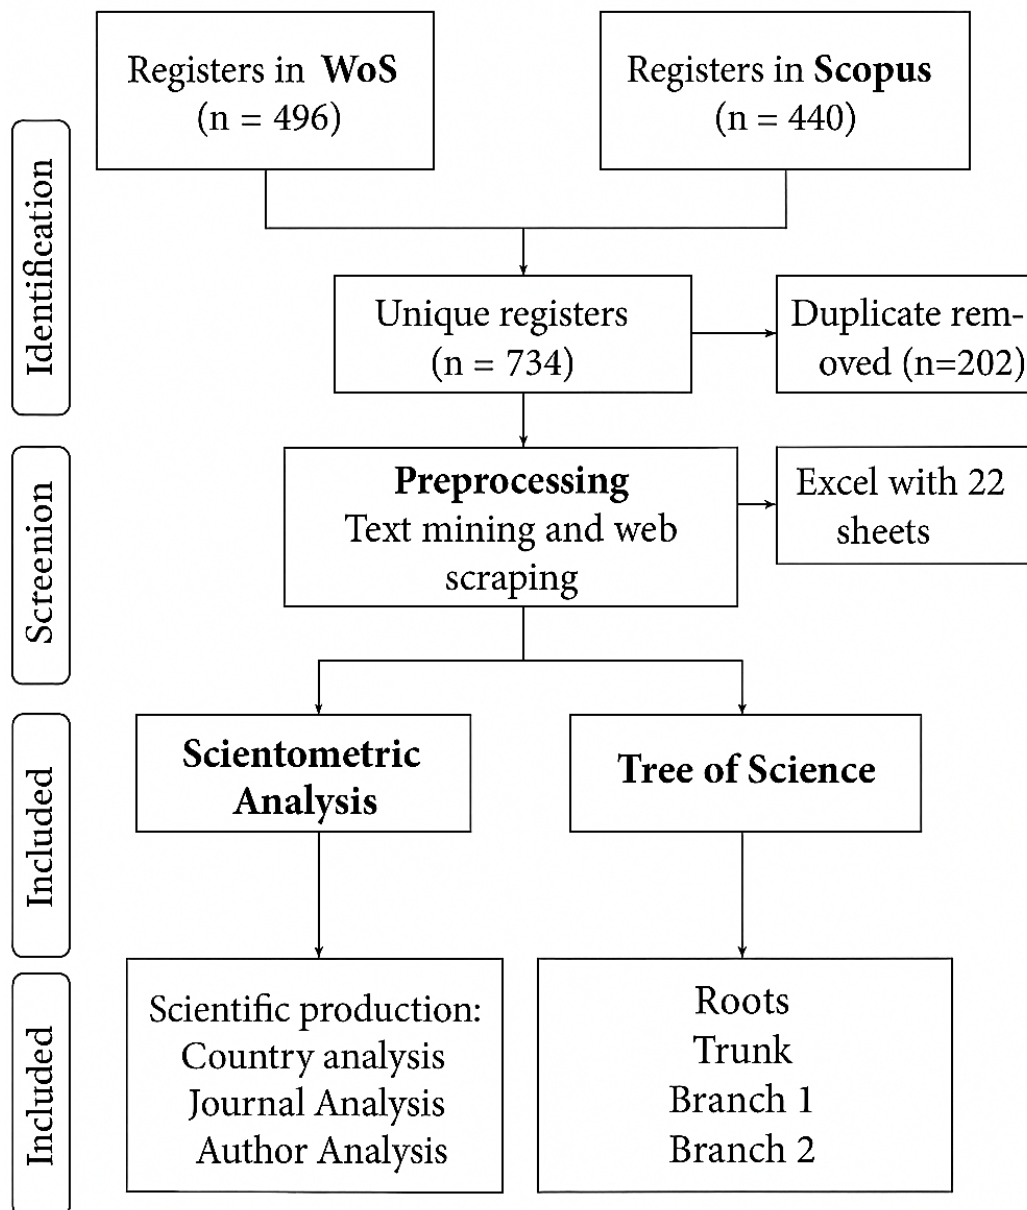 Registers in WoS
(n = 496)
Registers in Scopus
(n = 440)
Identification
Unique registers
(n = 734)
Duplicate rem-
oved (n=202)
Screenion
Preprocessing
Text mining and web
scraping
Excel with 22
sheets
Included
Scientometric
Analysis
Tree of Science
Included
Scientific production:
Country analysis
Journal Analysis
Author Analysis
Roots
Trunk
Branch 1
Branch 2